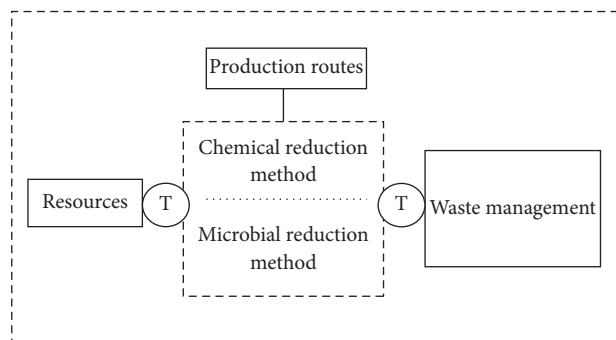 Production routes
Chemical reduction
method
Resources
T
T
Waste management
Microbial reduction
method